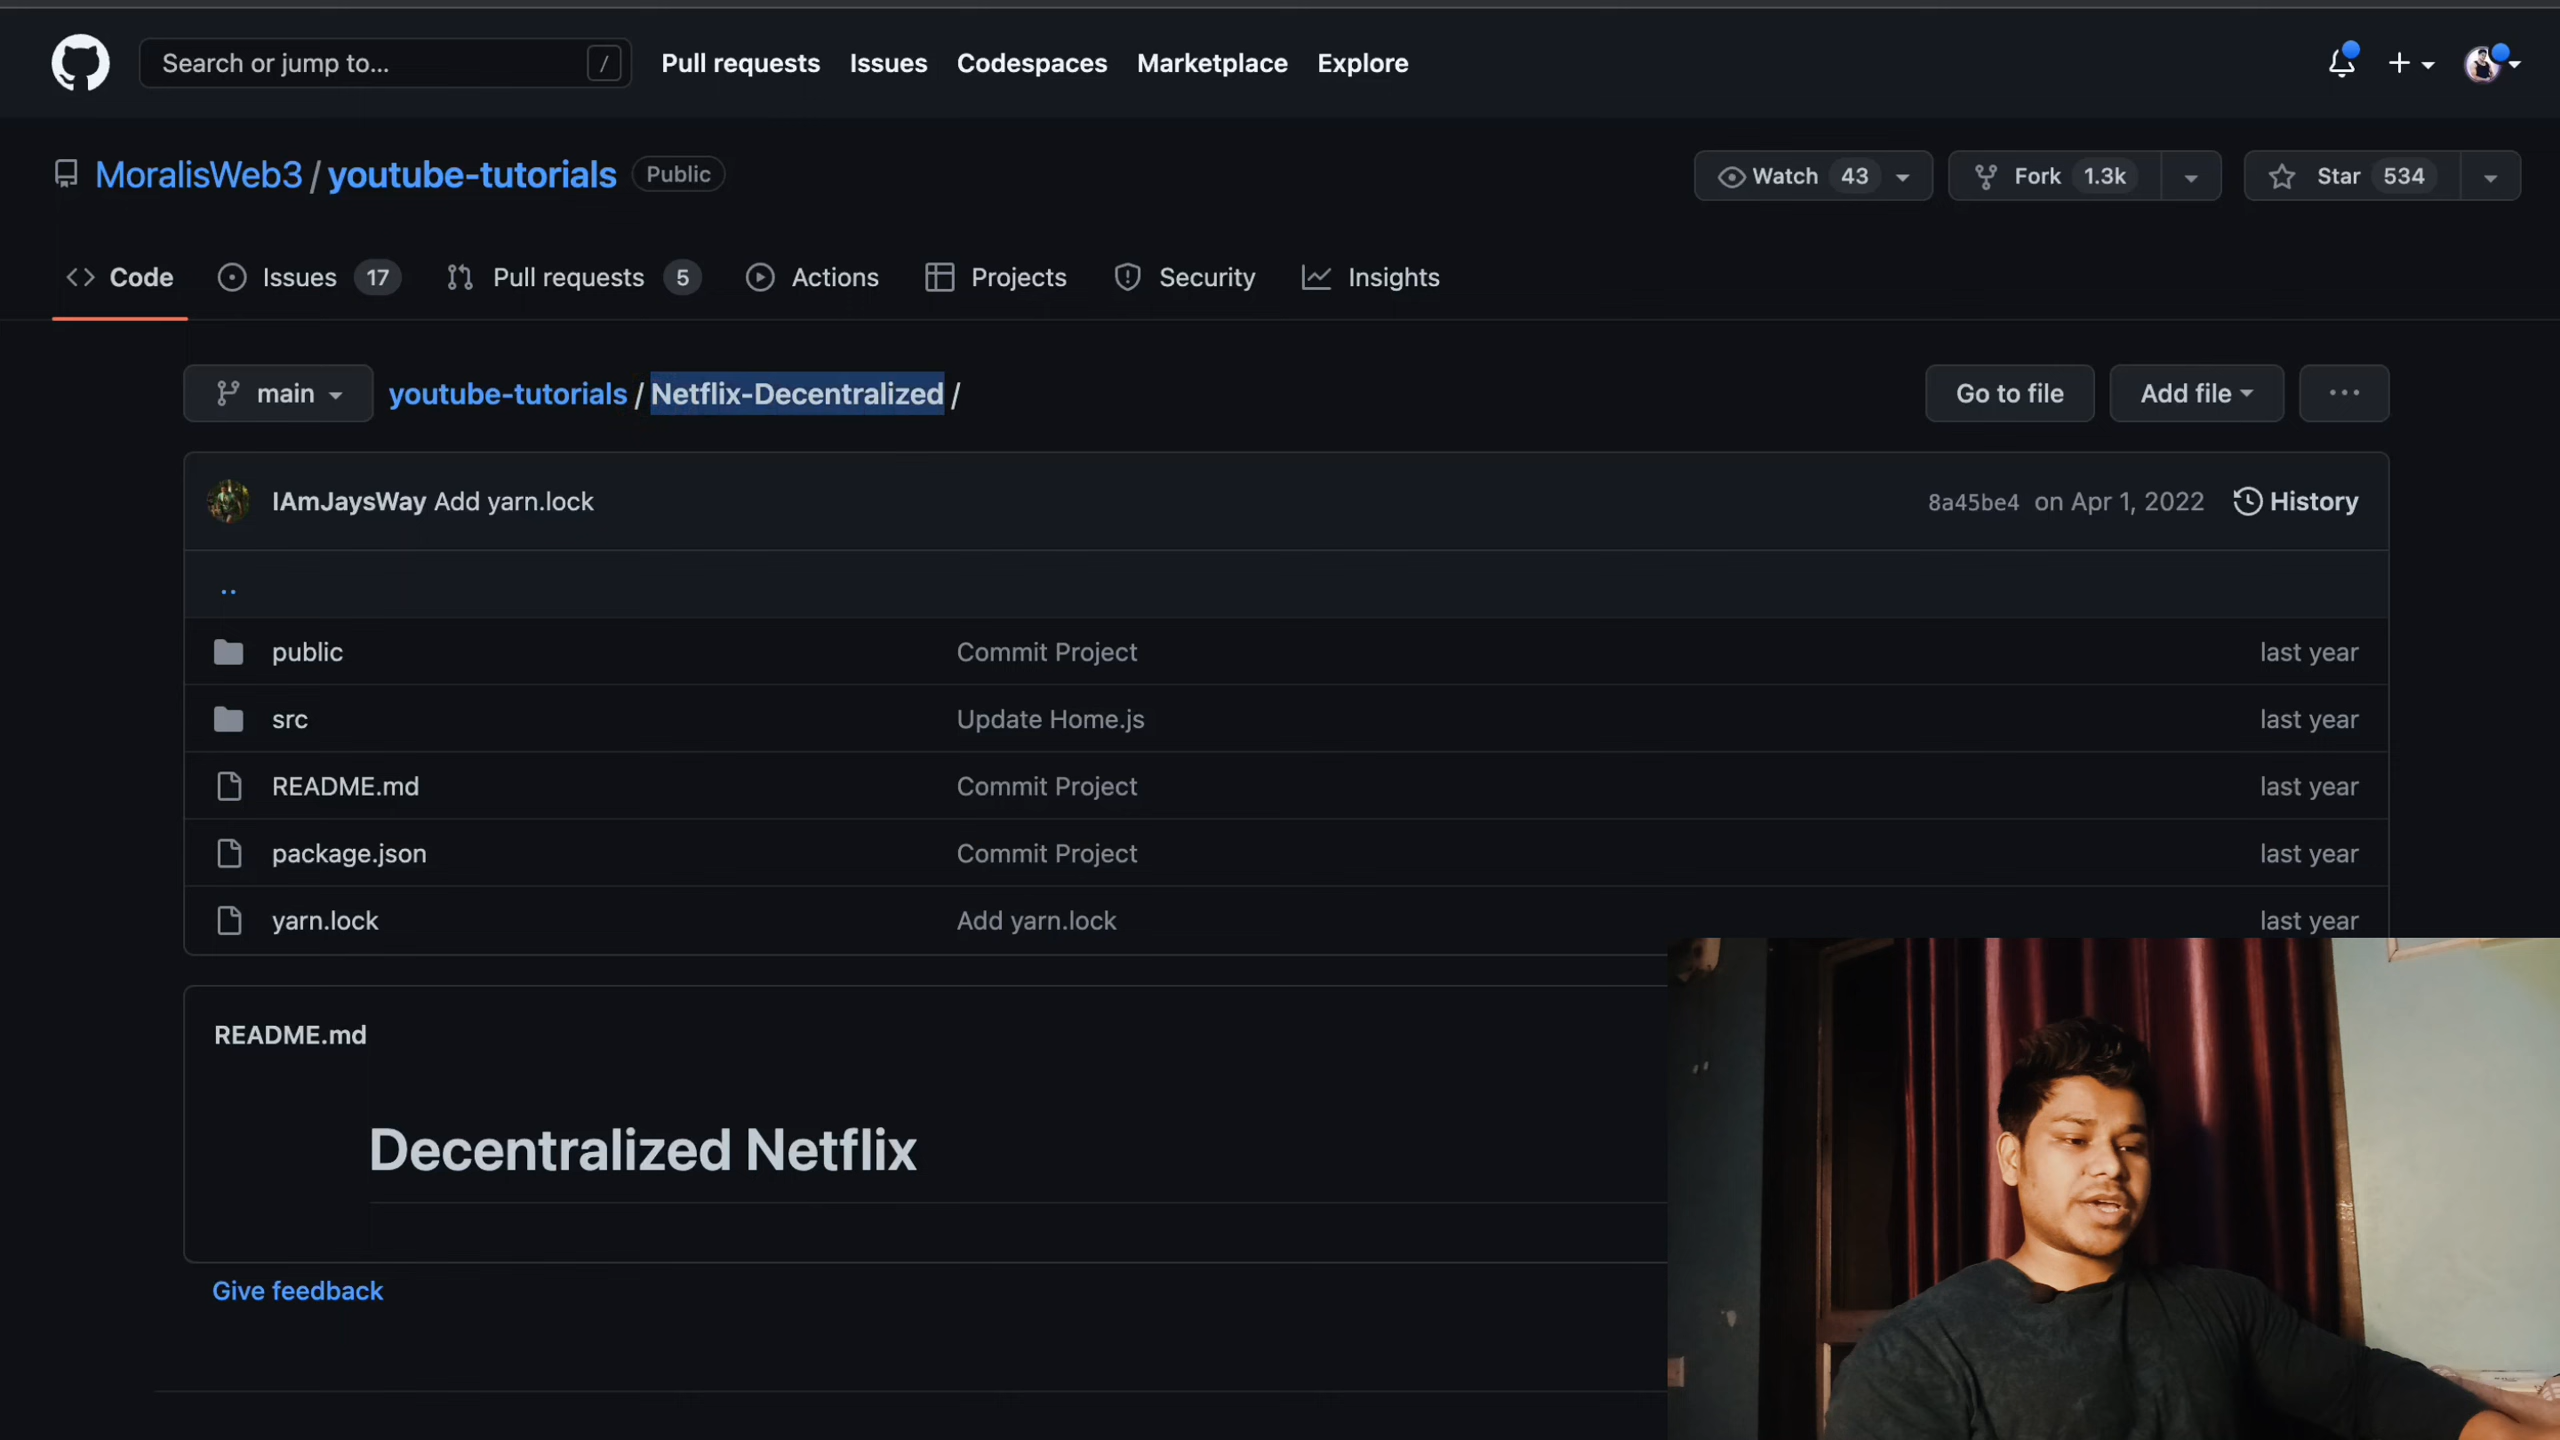 Search or jump to... / Pull requests Issues Codespaces Marketplace Explore
MoralisWeb3 / youtube-tutorials Public Watch 43 Fork 1.3k Star 534
Code Issues 17 Pull requests 5 Actions Projects Security Insights
main youtube-tutorials / Netflix-Decentralized / Go to file Add file ...
IAmJaysWay Add yarn.lock 8a45be4 on Apr 1, 2022 History
..
public Commit Project last year
src Update Home.js last year
README.md Commit Project last year
package.json Commit Project last year
yarn.lock Add yarn.lock last year
README.md
Decentralized Netflix
Give feedback